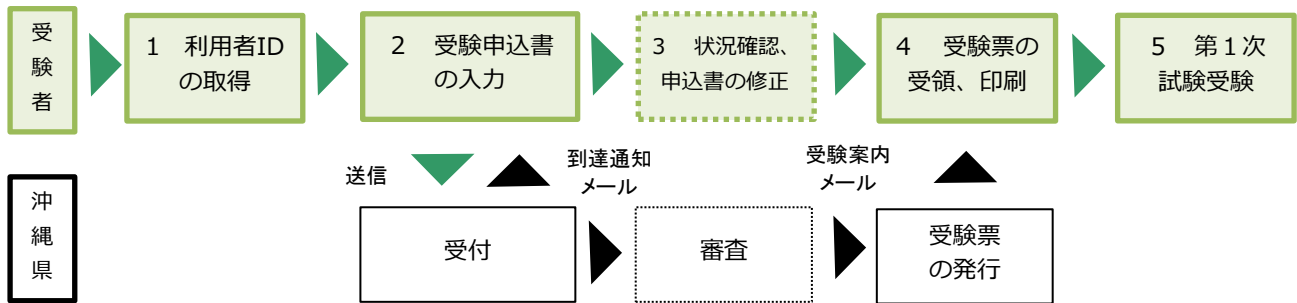 受
験
者
1　利用者ID
の取得
2　受験申込書
の入力
3　状況確認、
申込書の修正
4　受験票の
受領、印刷
5　第１次
試験受験
送信
到達通知
メール
受験案内
メール
沖
縄
県
受付
審査
受験票
の発行